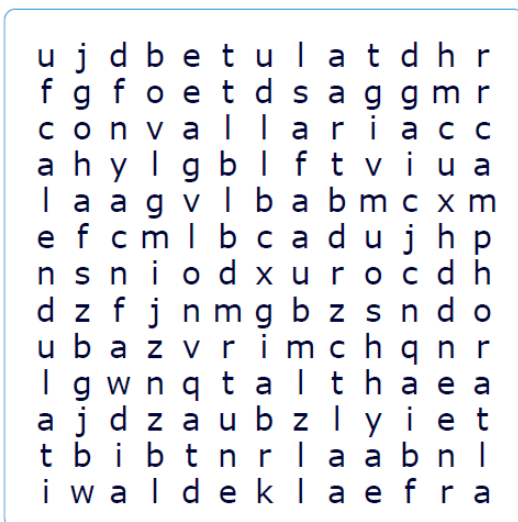 u j d b e t u l a t d h r
f g f o e t d s a g g m r
c o n v a l l a r i a c c
a h y l g b l f t v i u a
l a a g v l b a b m c x m
e f c m l b c a d u j h p
n s n i o d x u r o c d h
d z f j n m g b z s n d o
u b a z v r i m c h q n r
l g w n q t a l t h a e a
a j d z a u b z l y i e t
t b i b t n r l a a b n l
i w a l d e k l a e f r a